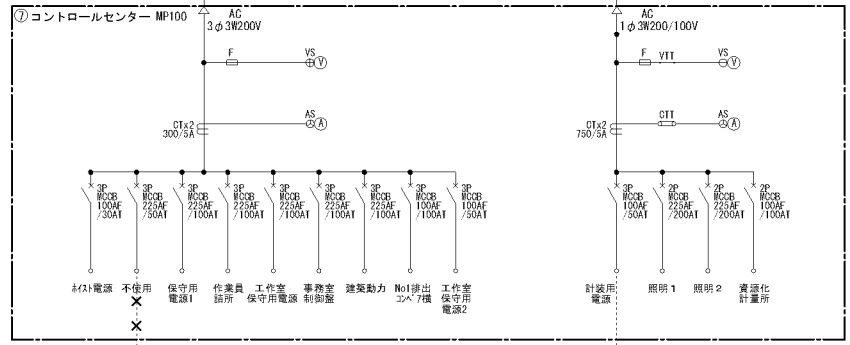 ⑦コントロールセンター MP100
AC
3φ3W200V
F
VS
V
CTx2
300/5A
AS
A
3P
MCCB
100AF
/30AT
3P
MCCB
225AF
/50AT
3P
MCCB
225AF
/100AT
3P
MCCB
225AF
/100AT
3P
MCCB
225AF
/100AT
3P
MCCB
225AF
/100AT
3P
MCCB
225AF
/100AT
3P
MCCB
100AF
/100AT
3P
MCCB
100AF
/50AT
ホイスト電源
不使用
保守用
電源1
作業員
詰所
工作室
保守用電源
事務室
制御盤
建築動力
No1排出
コンベア横
工作室
保守用
電源2
AC
1φ3W200/100V
F
VTT
VS
V
CTx2
750/5A
CTT
AS
A
3P
MCCB
100AF
/50AT
2P
MCCB
225AF
/200AT
2P
MCCB
225AF
/200AT
2P
MCCB
100AF
/100AT
計装用
電源
照明1
照明2
資源化
計量所